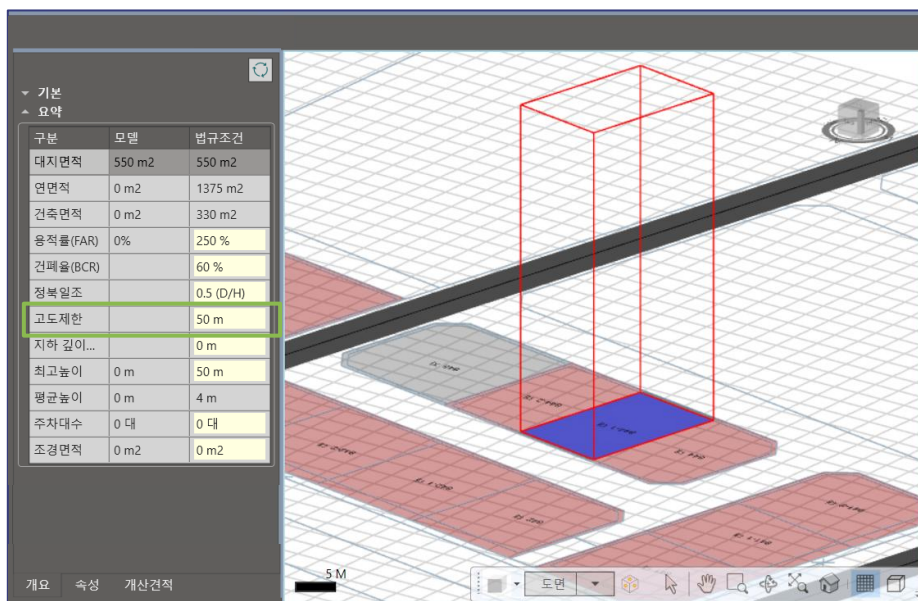 기본
요약
구분 모델 법규조건
대지면적 550 m2 550 m2
연면적 0 m2 1375 m2
건축면적 0 m2 330 m2
용적률(FAR) 0% 250 %
건페율(BCR) 60 %
정북일조 0.5 (D/H)
고도제한 50 m
지하 깊이... 0 m
최고높이 0 m 50 m
평균높이 0 m 4 m
주차대수 0 대 0 대
조경면적 0 m2 0 m2
개요 속성 개산견적
5 M
도면